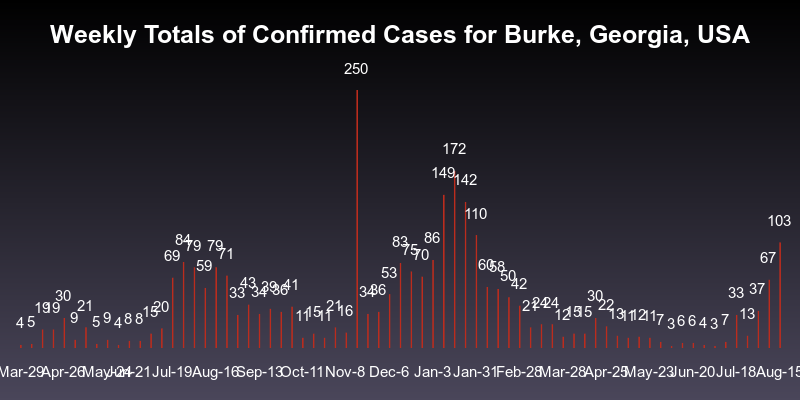 Weekly Totals of Confirmed Cases for Burke, Georgia, USA
4 5 19 19 30 9 21 5 9 4 8 8 15 20 69 84 79 59 79 71 33 43 34 39 36 41 11 15 11 21 16 250 34 36 53 83 75 70 86 149 172 142 110 60 58 50 42 21 24 24 12 15 15 30 22 13 11 12 11 7 3 6 6 4 3 7 33 13 37 67 103
Mar-29 Apr-26 May-24 Jun-21 Jul-19 Aug-16 Sep-13 Oct-11 Nov-8 Dec-6 Jan-3 Jan-31 Feb-28 Mar-28 Apr-25 May-23 Jun-20 Jul-18 Aug-15